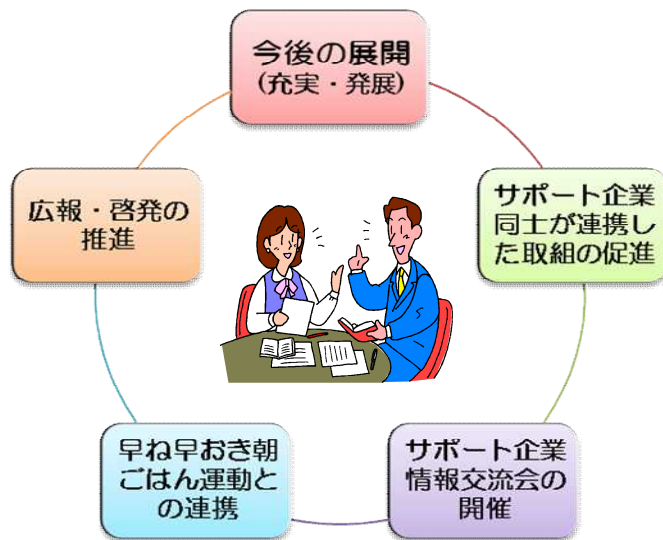 今後の展開
(充実・発展)
サポート企業
同士が連携し
た取組の促進
サポート企業
情報交流会の
開催
早ね早おき朝
ごはん運動と
の連携
広報・啓発の
推進